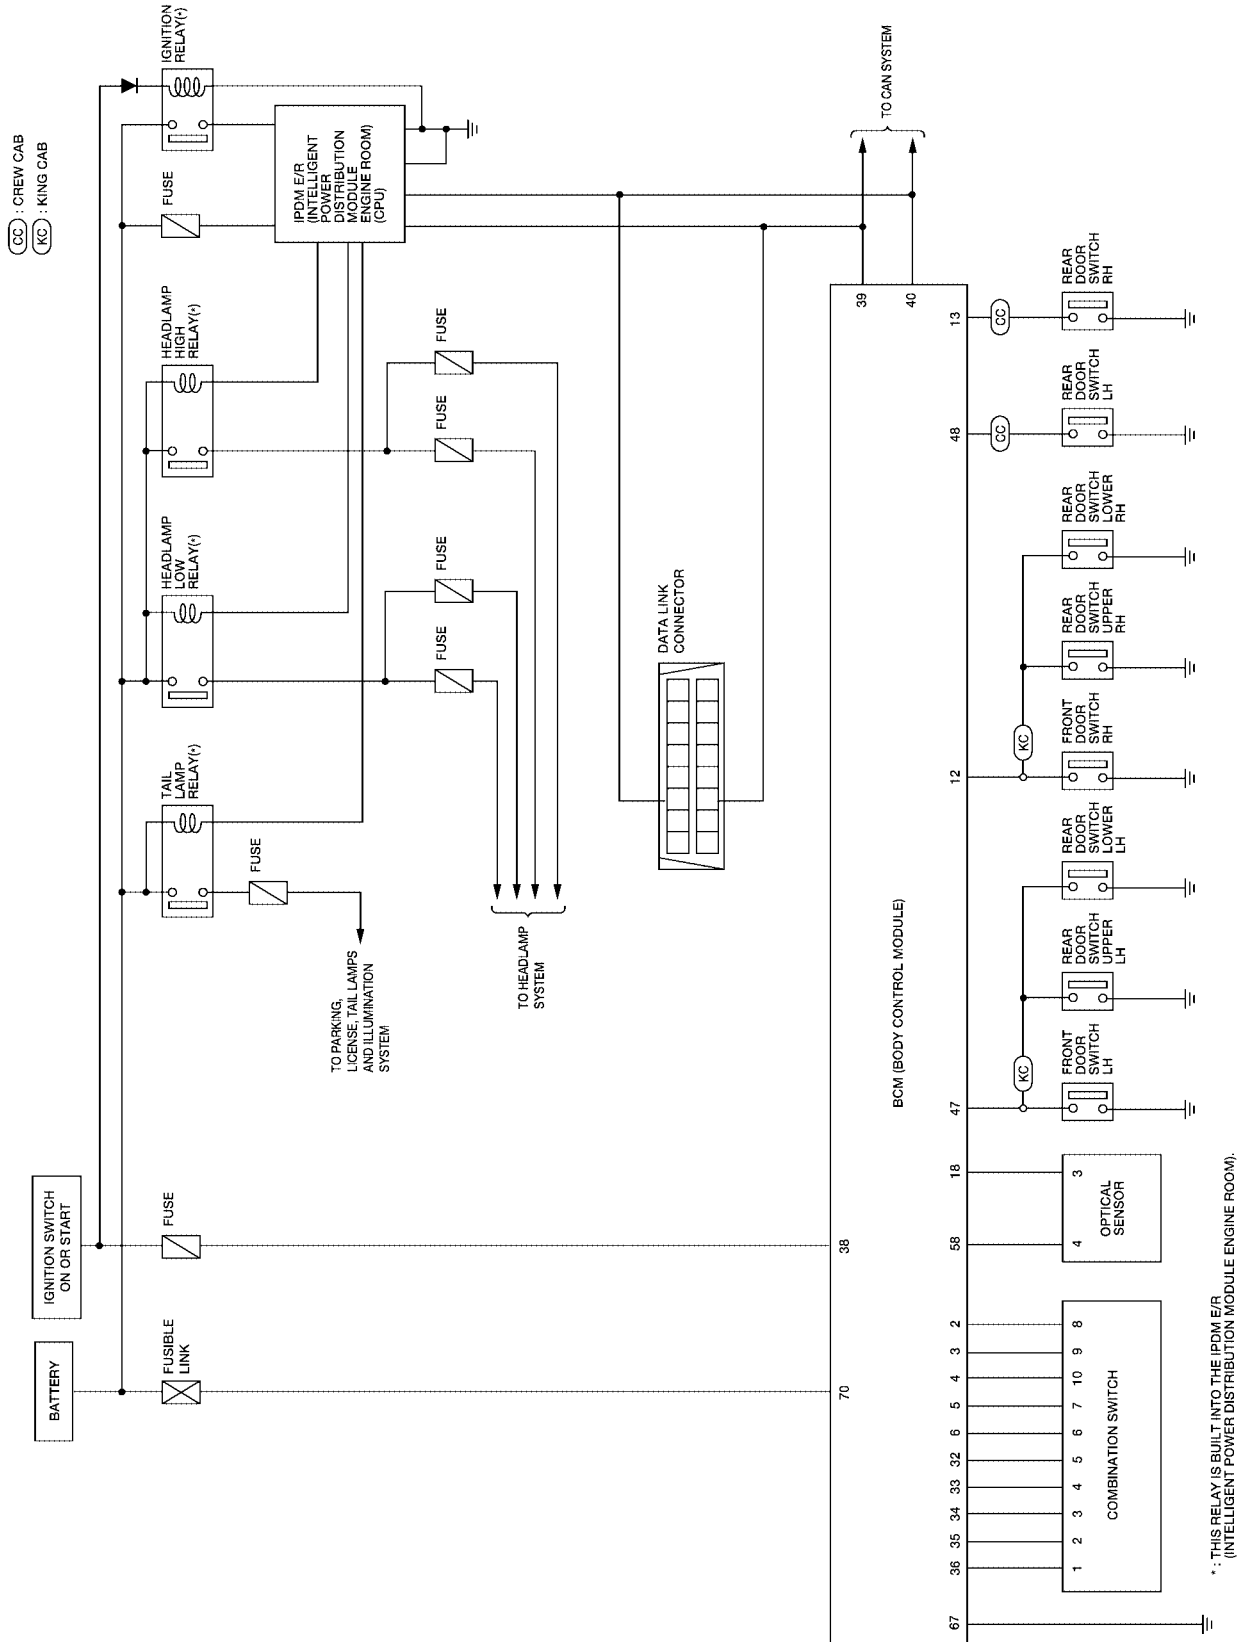 CC : CREW CAB
KC : KING CAB
BATTERY
IGNITION SWITCH
ON OR START
FUSIBLE
LINK
FUSE
TAIL
LAMP
RELAY(*)
HEADLAMP
LOW
RELAY(*)
HEADLAMP
HIGH
RELAY(*)
FUSE
IGNITION
RELAY(*)
FUSE
FUSE
FUSE
FUSE
FUSE
IPDM E/R
(INTELLIGENT
POWER
DISTRIBUTION
MODULE
ENGINE ROOM)
(CPU)
TO PARKING,
LICENSE, TAIL LAMPS
AND ILLUMINATION
SYSTEM
TO HEADLAMP
SYSTEM
DATA LINK
CONNECTOR
TO CAN SYSTEM
70
38
39
40
BCM (BODY CONTROL MODULE)
67
36
35
34
33
32
6
5
4
3
2
58
18
47
12
48
13
KC
KC
CC
CC
1
2
3
4
5
6
7
10
9
8
COMBINATION SWITCH
4
3
OPTICAL
SENSOR
FRONT
DOOR
SWITCH
LH
REAR
DOOR
SWITCH
UPPER
LH
REAR
DOOR
SWITCH
LOWER
LH
FRONT
DOOR
SWITCH
RH
REAR
DOOR
SWITCH
UPPER
RH
REAR
DOOR
SWITCH
LOWER
RH
REAR
DOOR
SWITCH
LH
REAR
DOOR
SWITCH
RH
* : THIS RELAY IS BUILT INTO THE IPDM E/R
(INTELLIGENT POWER DISTRIBUTION MODULE ENGINE ROOM).